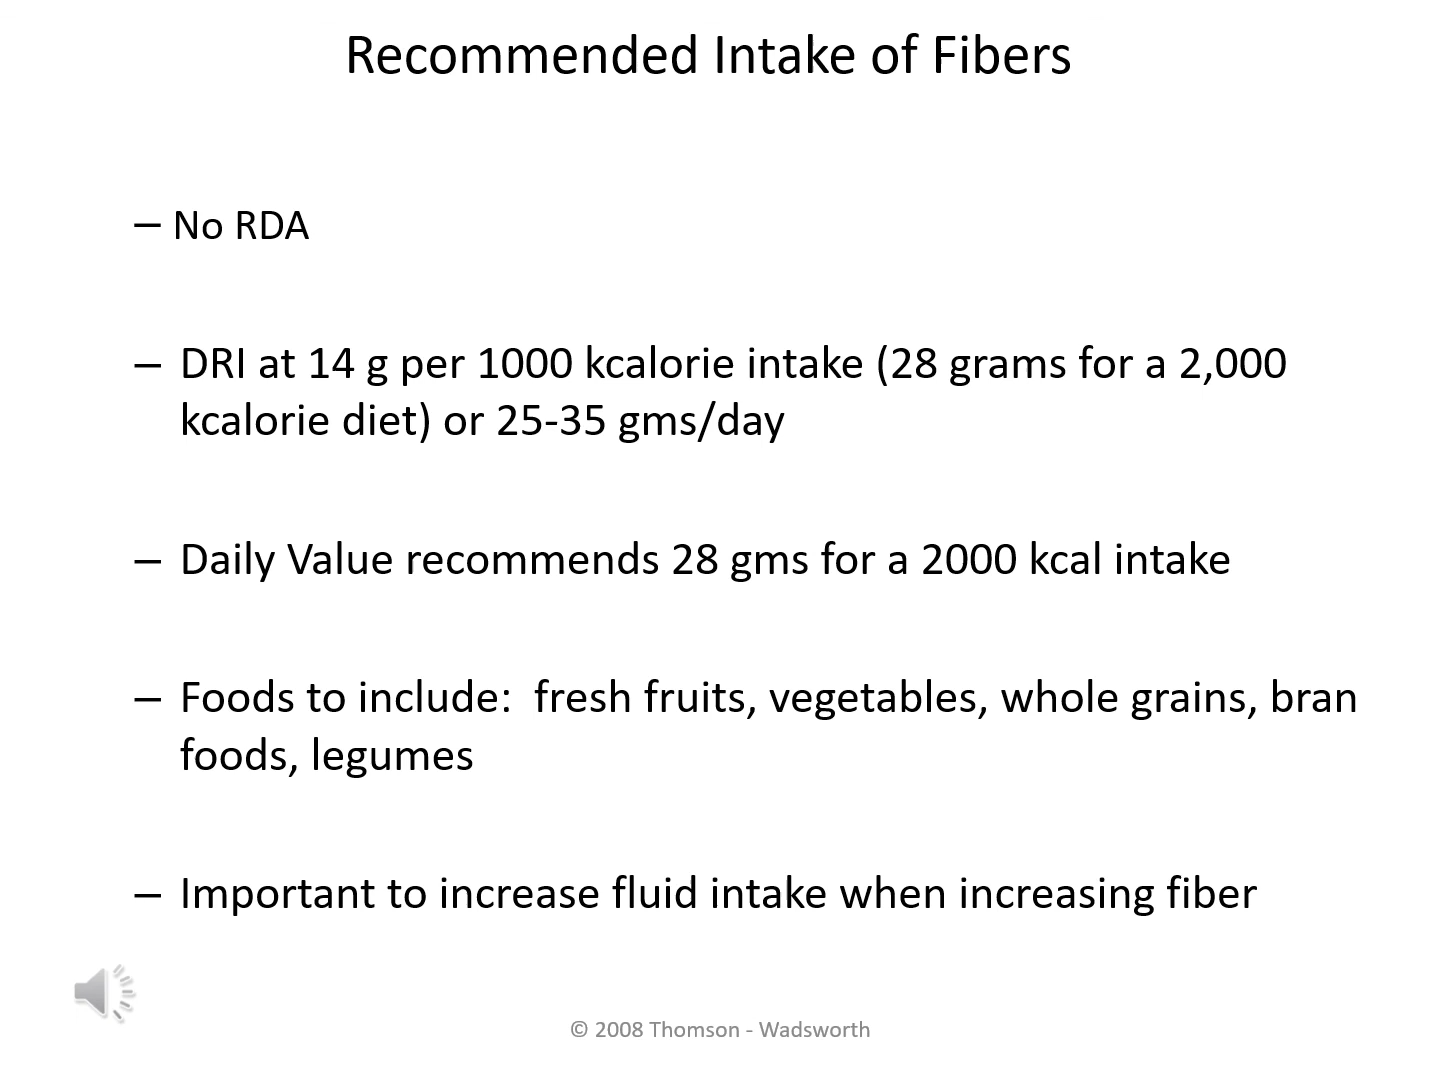 Recommended Intake of Fibers
– No RDA
– DRI at 14 g per 1000 kcalorie intake (28 grams for a 2,000
kcalorie diet) or 25-35 gms/day
– Daily Value recommends 28 gms for a 2000 kcal intake
– Foods to include:  fresh fruits, vegetables, whole grains, bran
foods, legumes
– Important to increase fluid intake when increasing fiber
© 2008 Thomson - Wadsworth